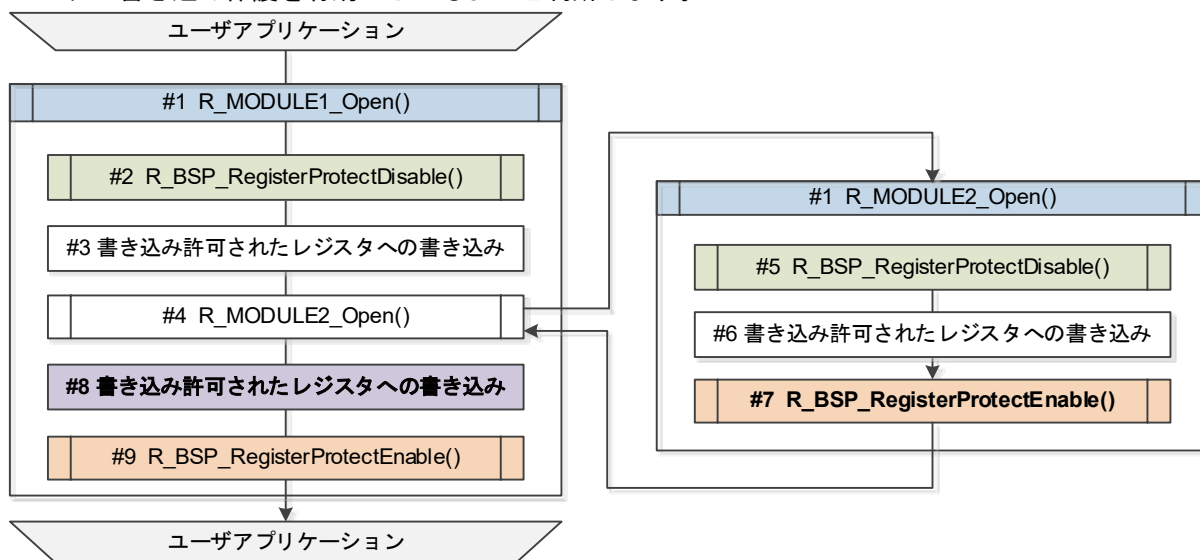 ユーザアプリケーション
#1 R_MODULE1_Open()
#2 R_BSP_RegisterProtectDisable()
#3 書き込み許可されたレジスタへの書き込み
#4 R_MODULE2_Open()
#8 書き込み許可されたレジスタへの書き込み
#9 R_BSP_RegisterProtectEnable()
ユーザアプリケーション
#1 R_MODULE2_Open()
#5 R_BSP_RegisterProtectDisable()
#6 書き込み許可されたレジスタへの書き込み
#7 R_BSP_RegisterProtectEnable()